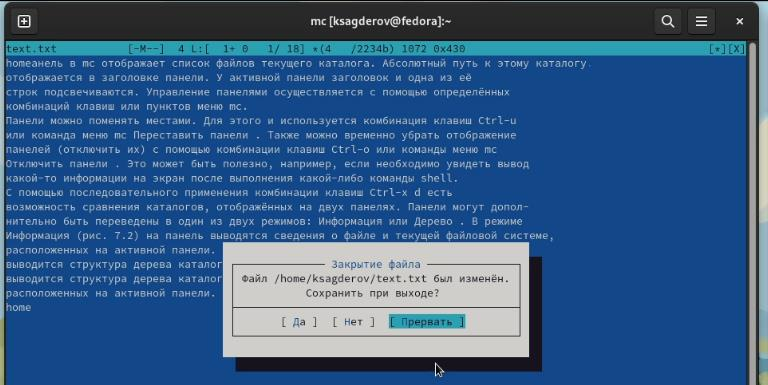 mc [ksagderov@fedora]:~
text.txt [-M--] 4 L:[ 1+ 0 1/ 18] *(4 /2234b) 1072 0x430 [*][X]
homeанель в mc отображает список файлов текущего каталога. Абсолютный путь к этому каталогу.
отображается в заголовке панели. У активной панели заголовок и одна из её
строк подсвечиваются. Управление панелями осуществляется с помощью определённых
комбинаций клавиш или пунктов меню mc.
Панели можно поменять местами. Для этого и используется комбинация клавиш Ctrl-u
или команда меню mc Переставить панели . Также можно временно убрать отображение
панелей (отключить их) с помощью комбинации клавиш Ctrl-o или команды меню mc
Отключить панели . Это может быть полезно, например, если необходимо увидеть вывод
какой-то информации на экран после выполнения какой-либо команды shell.
С помощью последовательного применения комбинации клавиш Ctrl-x d есть
возможность сравнения каталогов, отображённых на двух панелях. Панели могут допол-
нительно быть переведены в один из двух режимов: Информация или Дерево . В режиме
Информация (рис. 7.2) на панель выводятся сведения о файле и текущей файловой системе,
расположенных на активной панели.
выводится структура дерева каталог
выводится структура дерева каталог
расположенных на активной панели.
home
Закрытие файла
Файл /home/ksagderov/text.txt был изменён.
Сохранить при выходе?
[ Да ] [ Нет ] [ Прервать ]